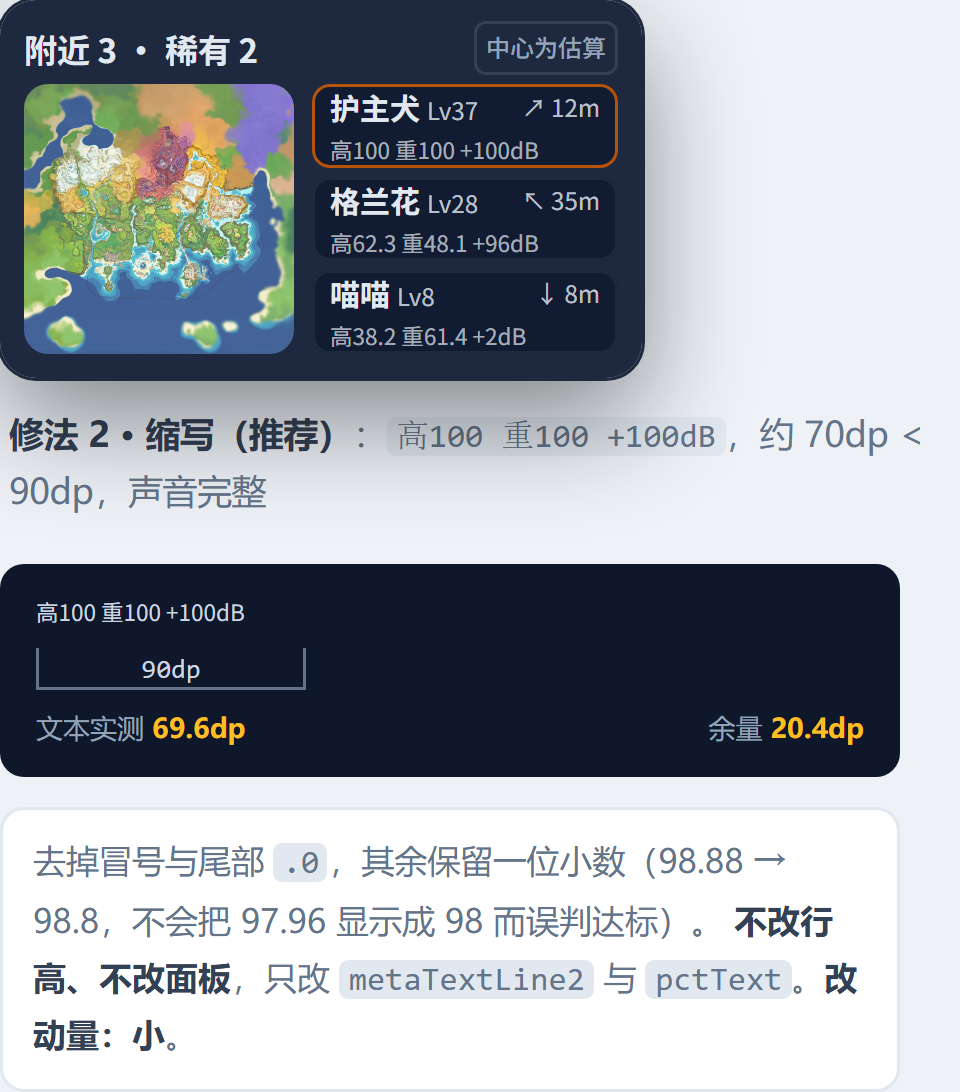 附近 3 · 稀有 2
中心为估算
护主犬 Lv37 ↗ 12m
高100 重100 +100dB
格兰花 Lv28 ↖ 35m
高62.3 重48.1 +96dB
喵喵 Lv8 ↓ 8m
高38.2 重61.4 +2dB
修法 2 · 缩写（推荐）： 高100 重100 +100dB，约 70dp <
90dp，声音完整
高100 重100 +100dB
90dp
文本实测 69.6dp
余量 20.4dp
去掉冒号与尾部 .0，其余保留一位小数（98.88 →
98.8，不会把 97.96 显示成 98 而误判达标）。 不改行
高、不改面板，只改 metaTextLine2 与 pctText。改
动量：小。